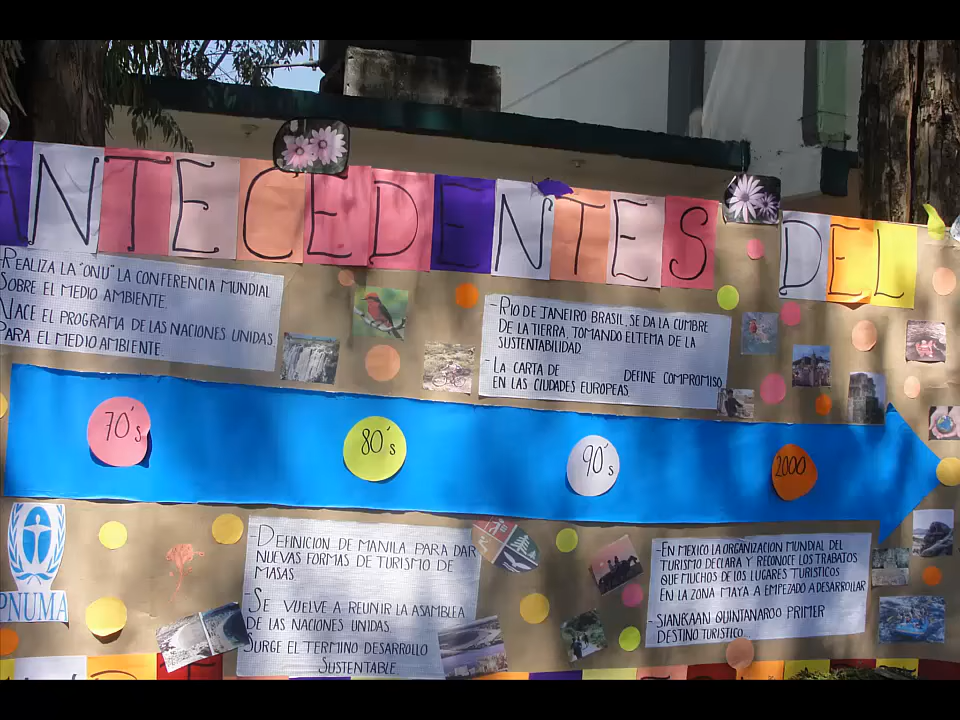 ANTECEDENTES DEL
REALIZA LA "ONU" LA CONFERENCIA MUNDIAL
SOBRE EL MEDIO AMBIENTE.
NACE EL PROGRAMA DE LAS NACIONES UNIDAS
PARA EL MEDIO AMBIENTE.
-RIO DE JANEIRO BRASIL, SE DA LA CUMBRE
DE LA TIERRA, TOMANDO EL TEMA DE LA
SUSTENTABILIDAD
-LA CARTA DE DEFINE COMPROMISO
EN LAS CIUDADES EUROPEAS.
70's
80's
90's
2000
PNUMA
-DEFINICION DE MANILA PARA DAR
NUEVAS FORMAS DE TURISMO DE
MASAS.
-SE VUELVE A REUNIR LA ASAMBLEA
DE LAS NACIONES UNIDAS.
SURGE EL TERMINO DESARROLLO
SUSTENTABLE.
-EN MEXICO LA ORGANIZACION MUNDIAL DEL
TURISMO DECLARA Y RECONOCE LOS TRABATOS
QUE MUCHOS DE LOS LUGARES TURISTICOS
EN LA ZONA MAYA A EMPEZADO A DESARROLLAR
- SIANKAAN QUINTANAROO PRIMER
DESTINO TURISTICO...